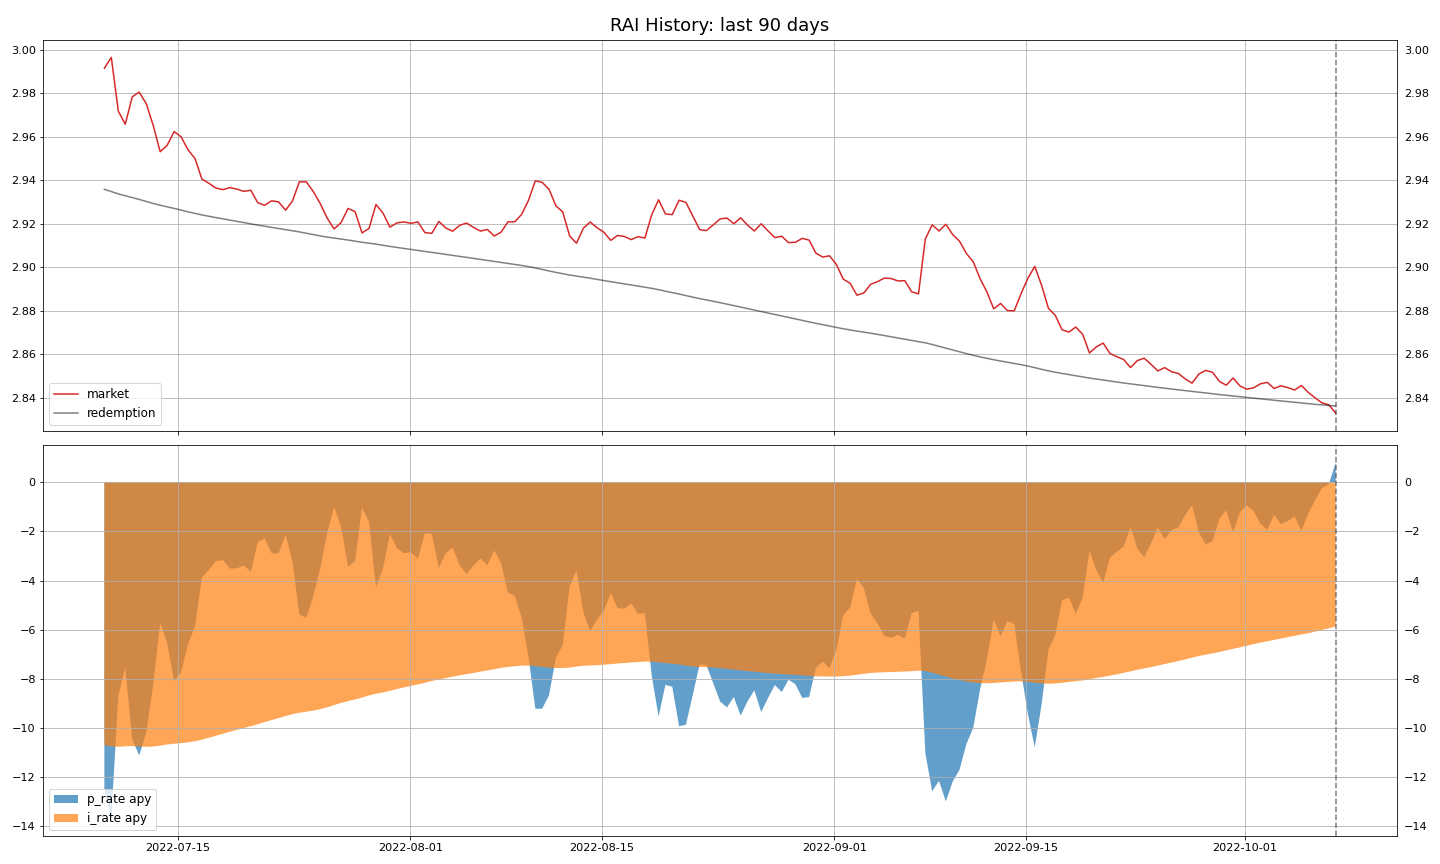 RAI History: last 90 days
3.00 3.00
2.98 2.98
2.96 2.96
2.94 2.94
2.92 2.92
2.90 2.90
2.88 2.88
2.86 2.86
2.84 2.84
market
redemption
0 0
−2 −2
−4 −4
−6 −6
−8 −8
−10 −10
−12 −12
−14 −14
p_rate apy
i_rate apy
2022-07-15 2022-08-01 2022-08-15 2022-09-01 2022-09-15 2022-10-01